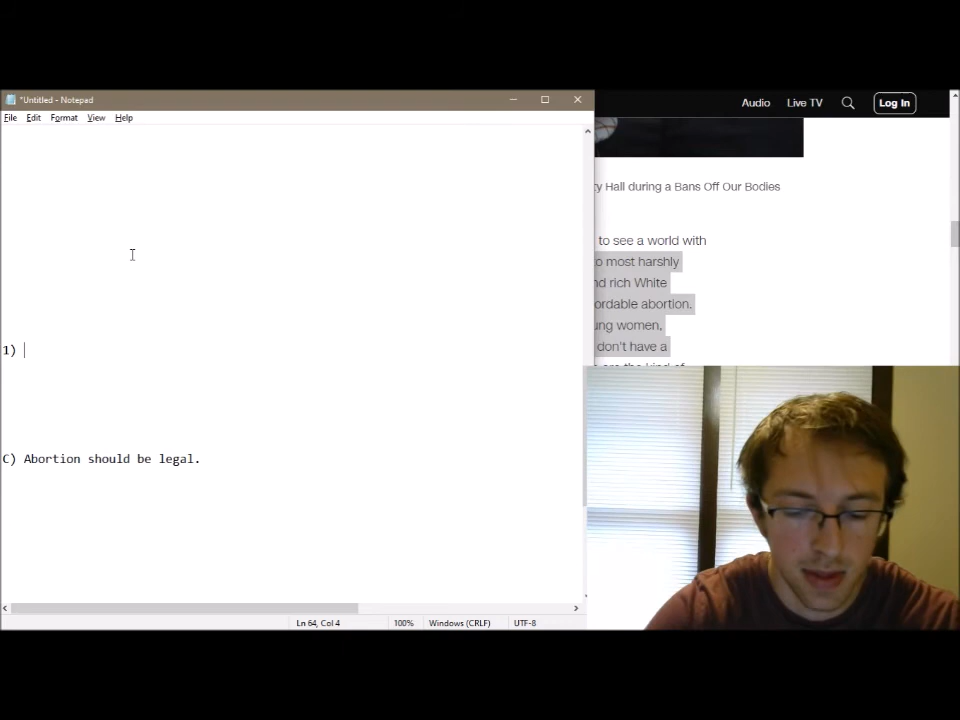 *Untitled - Notepad
File Edit Format View Help
Audio Live TV Log In
ty Hall during a Bans Off Our Bodies
to see a world with
o most harshly
nd rich White
ordable abortion.
ung women,
don't have a
1)
C) Abortion should be legal.
Ln 64, Col 4 100% Windows (CRLF) UTF-8